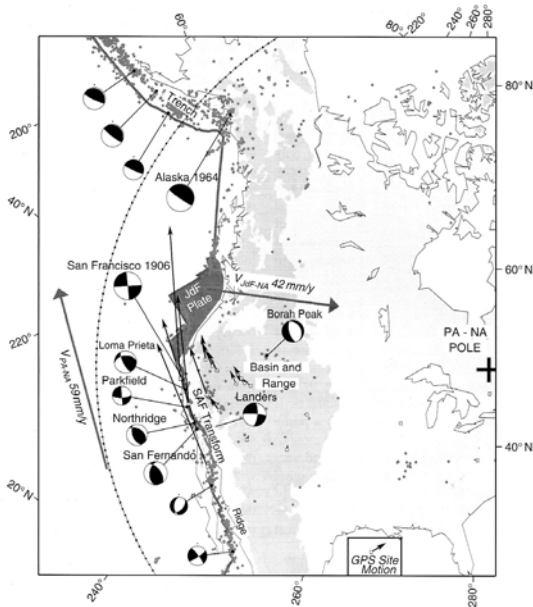 60°
80°
220°
240°
260°
280°
80° N
200°
Trench
Alaska 1964
40° N
San Francisco 1906
JdF
Plate
V JdF-NA 42 mm/y
60° N
Borah Peak
PA - NA
POLE
220°
V PA-NA 59mm/y
Loma Prieta
Basin and
Range
Parkfield
Landers
Northridge
SAF Transform
San Fernando
40° N
20° N
Ridge
GPS Site
Motion
240°
260°
280°